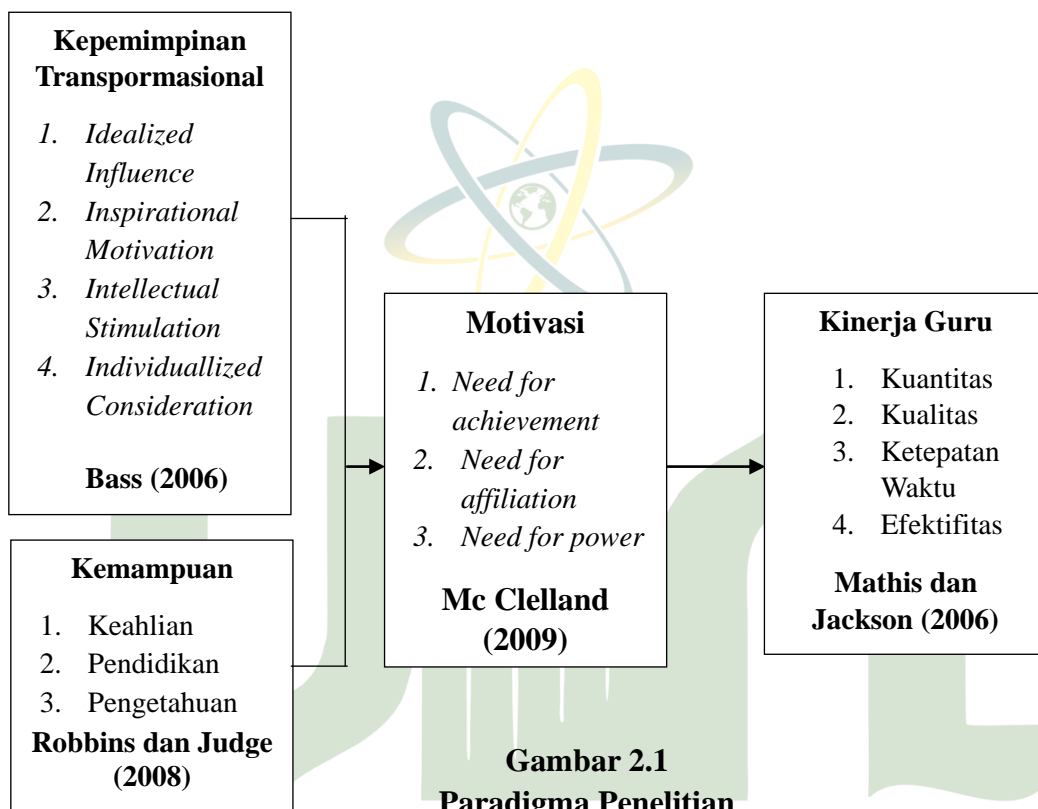 Kepemimpinan
Transpormasional
1. Idealized
Influence
2. Inspirational
Motivation
3. Intellectual
Stimulation
4. Individuallized
Consideration
Bass (2006)
Kemampuan
1. Keahlian
2. Pendidikan
3. Pengetahuan
Robbins dan Judge
(2008)
Motivasi
1. Need for
achievement
2. Need for
affiliation
3. Need for power
Mc Clelland
(2009)
Kinerja Guru
1. Kuantitas
2. Kualitas
3. Ketepatan
Waktu
4. Efektifitas
Mathis dan
Jackson (2006)
Gambar 2.1
Paradigma Penelitian